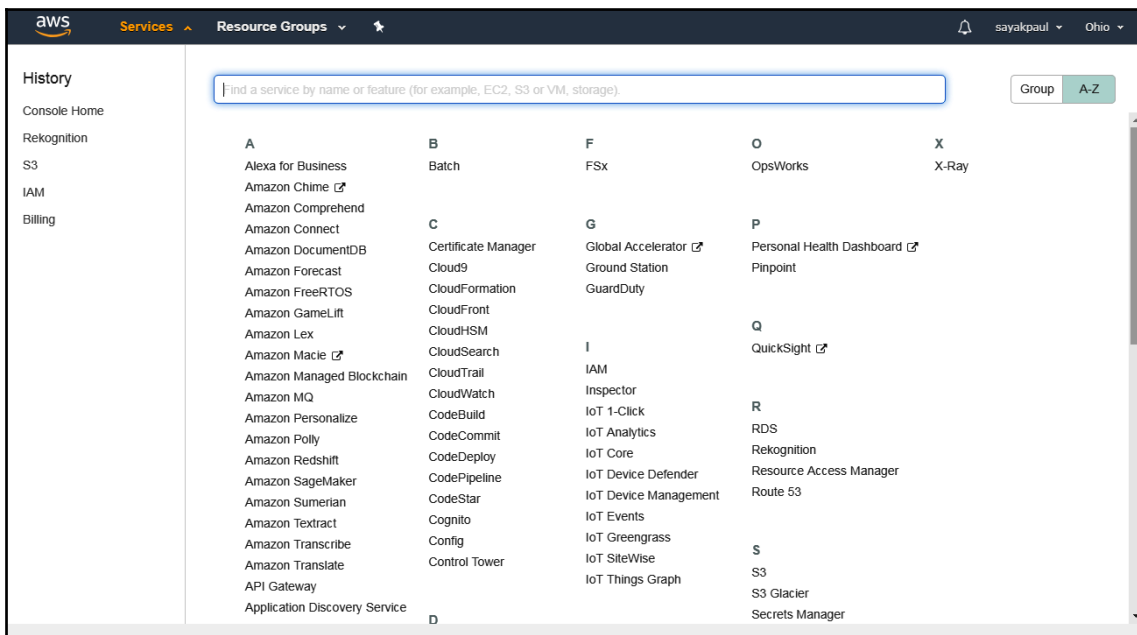 aws
Services
Resource Groups
sayakpaul
Ohio
History
Console Home
Rekognition
S3
IAM
Billing
Find a service by name or feature (for example, EC2, S3 or VM, storage).
Group
A-Z
A
Alexa for Business
Amazon Chime
Amazon Comprehend
Amazon Connect
Amazon DocumentDB
Amazon Forecast
Amazon FreeRTOS
Amazon GameLift
Amazon Lex
Amazon Macie
Amazon Managed Blockchain
Amazon MQ
Amazon Personalize
Amazon Polly
Amazon Redshift
Amazon SageMaker
Amazon Sumerian
Amazon Textract
Amazon Transcribe
Amazon Translate
API Gateway
Application Discovery Service
B
Batch
C
Certificate Manager
Cloud9
CloudFormation
CloudFront
CloudHSM
CloudSearch
CloudTrail
CloudWatch
CodeBuild
CodeCommit
CodeDeploy
CodePipeline
CodeStar
Cognito
Config
Control Tower
D
F
FSx
G
Global Accelerator
Ground Station
GuardDuty
I
IAM
Inspector
IoT 1-Click
IoT Analytics
IoT Core
IoT Device Defender
IoT Device Management
IoT Events
IoT Greengrass
IoT SiteWise
IoT Things Graph
O
OpsWorks
P
Personal Health Dashboard
Pinpoint
Q
QuickSight
R
RDS
Rekognition
Resource Access Manager
Route 53
S
S3
S3 Glacier
Secrets Manager
X
X-Ray